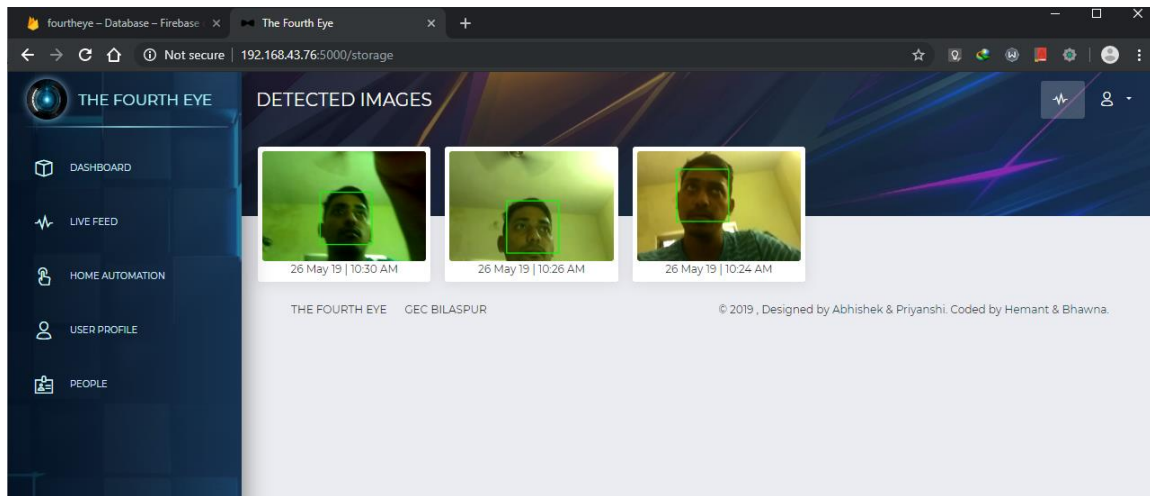 fourtheye – Database – Firebase
The Fourth Eye
Not secure | 192.168.43.76:5000/storage
THE FOURTH EYE
DETECTED IMAGES
DASHBOARD
LIVE FEED
HOME AUTOMATION
USER PROFILE
PEOPLE
26 May 19 | 10:30 AM
26 May 19 | 10:26 AM
26 May 19 | 10:24 AM
THE FOURTH EYE GEC BILASPUR
© 2019 , Designed by Abhishek & Priyanshi. Coded by Hemant & Bhawna.